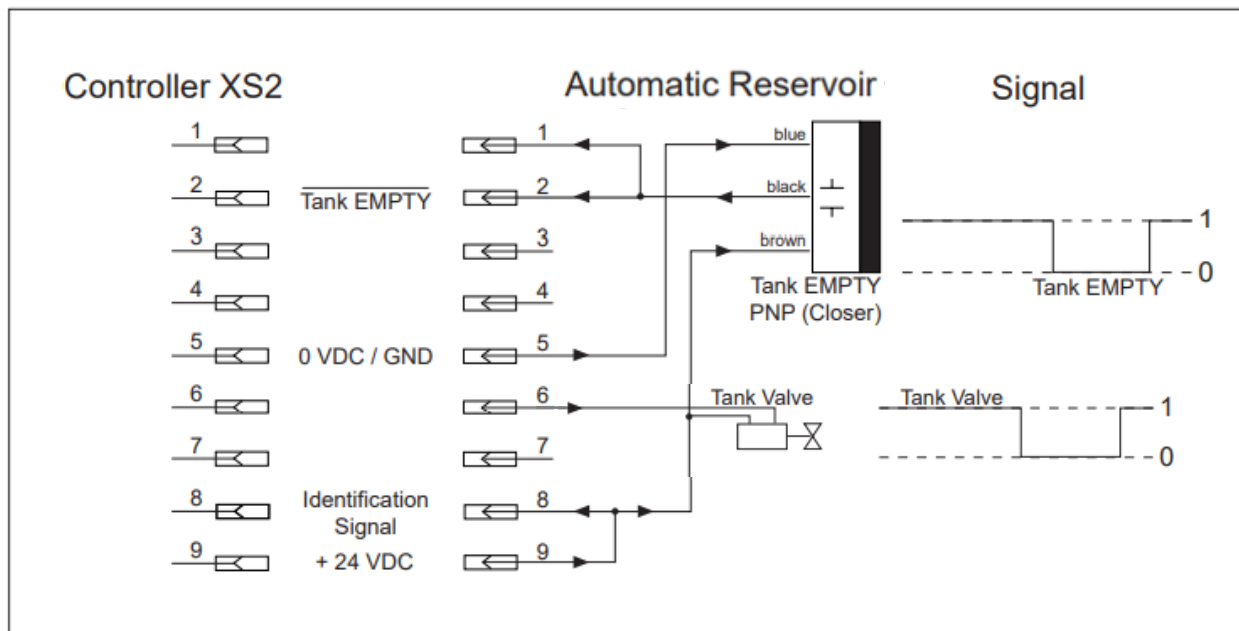 Controller XS2
Automatic Reservoir
Signal
1
1
blue
2
Tank EMPTY
2
black
1
3
3
brown
0
Tank EMPTY
PNP (Closer)
Tank EMPTY
4
4
5
0 VDC / GND
5
6
6
Tank Valve
Tank Valve
1
7
7
0
8
Identification
Signal
8
9
+ 24 VDC
9